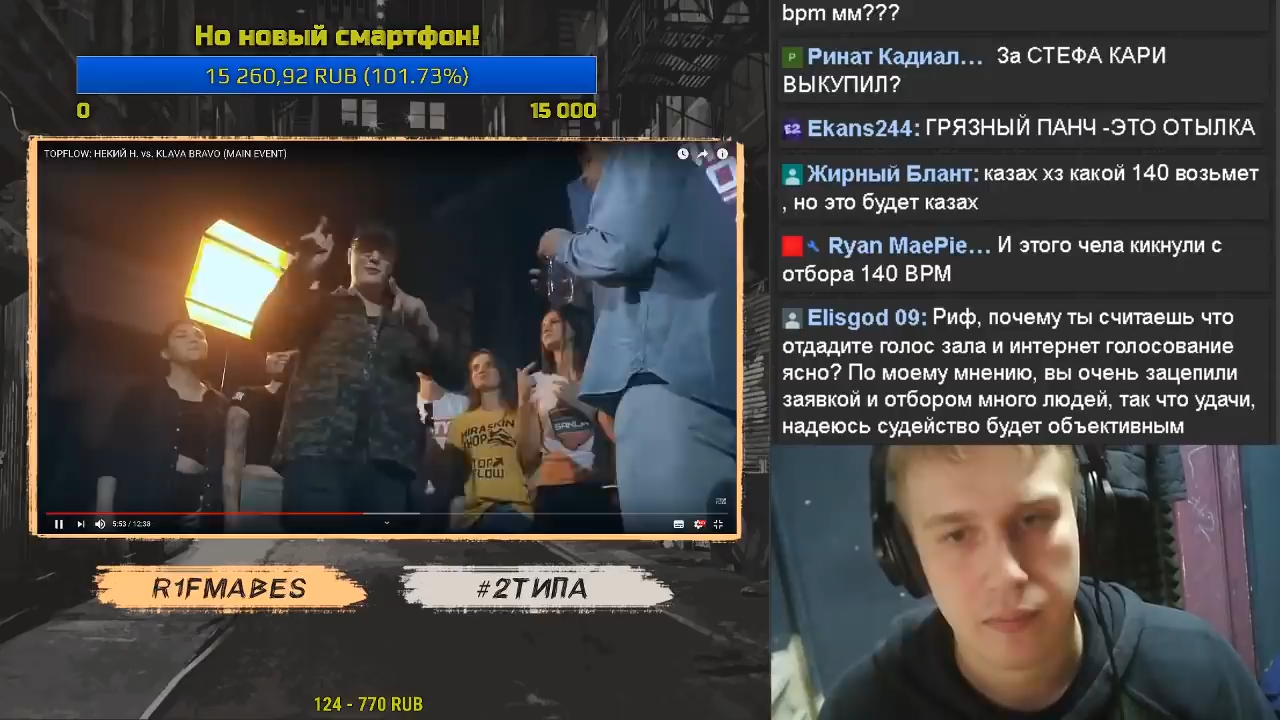 Но новый смартфон!
15 260,92 RUB (101.73%)
0
15 000
TOPFLOW: НЕКИЙ Н. vs. KLAVA BRAVO (MAIN EVENT)
MIRASKIN
SHOP
TOP
FLOW
5:53 / 12:38
R1FMABES
#2ТИПА
124 - 770 RUB
bpm мм???
Ринат Кадиал... За СТЕФА КАРИ
ВЫКУПИЛ?
Ekans244: ГРЯЗНЫЙ ПАНЧ -ЭТО ОТЫЛКА
Жирный Блант: казах хз какой 140 возьмет
, но это будет казах
Ryan MaePie... И этого чела кикнули с
отбора 140 BPM
Elisgod 09: Риф, почему ты считаешь что
отдадите голос зала и интернет голосование
ясно? По моему мнению, вы очень зацепили
заявкой и отбором много людей, так что удачи,
надеюсь судейство будет объективным